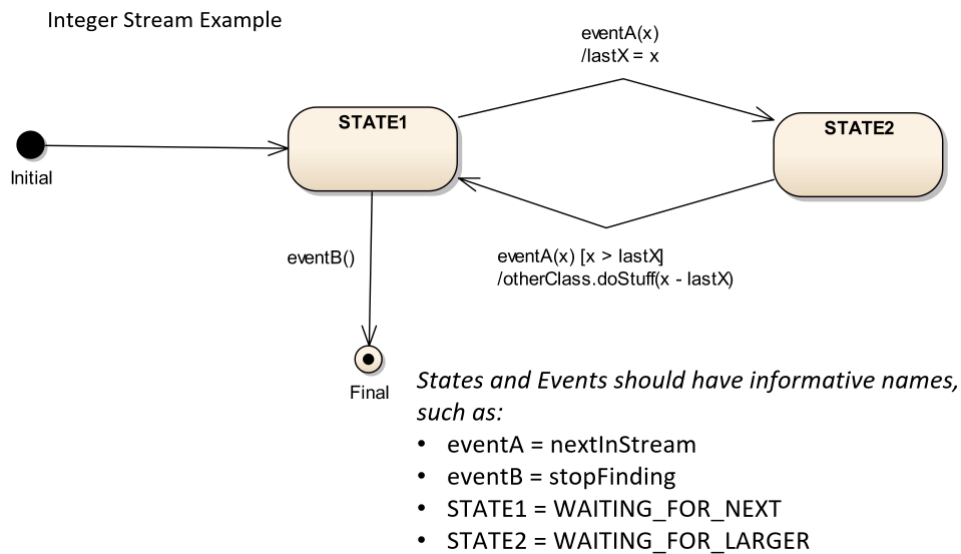 Integer Stream Example
eventA(x)
/lastX = x
STATE1
STATE2
Initial
eventB()
eventA(x) [x > lastX]
/otherClass.doStuff(x - lastX)
Final
States and Events should have informative names,
such as:
• eventA = nextInStream
• eventB = stopFinding
• STATE1 = WAITING_FOR_NEXT
• STATE2 = WAITING_FOR_LARGER